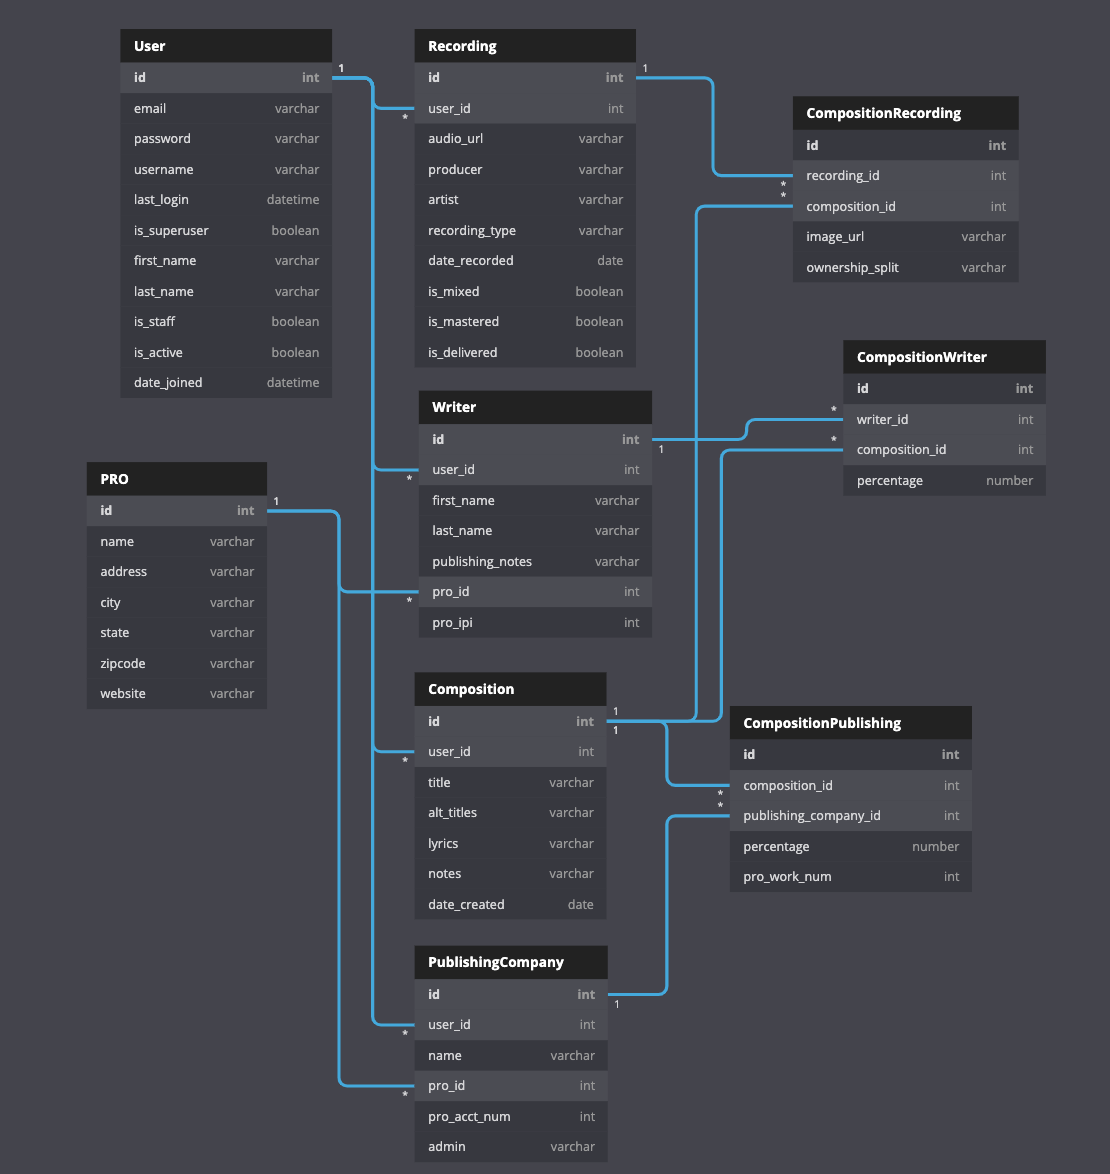 User
id int
email varchar
password varchar
username varchar
last_login datetime
is_superuser boolean
first_name varchar
last_name varchar
is_staff boolean
is_active boolean
date_joined datetime
1
Recording
id int
user_id int
audio_url varchar
producer varchar
artist varchar
recording_type varchar
date_recorded date
is_mixed boolean
is_mastered boolean
is_delivered boolean
1
*
CompositionRecording
id int
recording_id int
composition_id int
image_url varchar
ownership_split varchar
*
*
Writer
id int
user_id int
first_name varchar
last_name varchar
publishing_notes varchar
pro_id int
pro_ipi int
1
*
*
CompositionWriter
id int
writer_id int
composition_id int
percentage number
*
*
PRO
id int
name varchar
address varchar
city varchar
state varchar
zipcode varchar
website varchar
1
Composition
id int
user_id int
title varchar
alt_titles varchar
lyrics varchar
notes varchar
date_created date
1
1
*
CompositionPublishing
id int
composition_id int
publishing_company_id int
percentage number
pro_work_num int
*
*
PublishingCompany
id int
user_id int
name varchar
pro_id int
pro_acct_num int
admin varchar
1
*
*